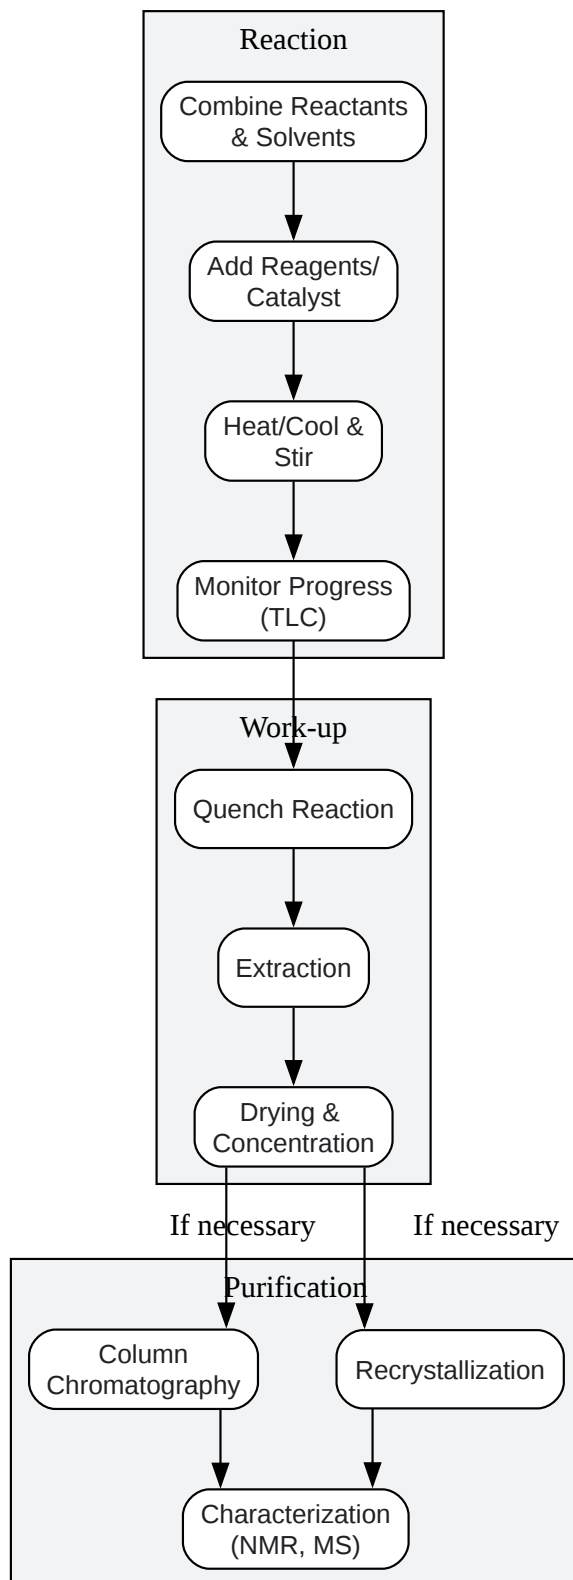 Reaction
Combine Reactants
& Solvents
Add Reagents/
Catalyst
Heat/Cool &
Stir
Monitor Progress
(TLC)
Work-up
Quench Reaction
Extraction
Drying &
Concentration
If necessary
If necessary
Purification
Column
Chromatography
Recrystallization
Characterization
(NMR, MS)